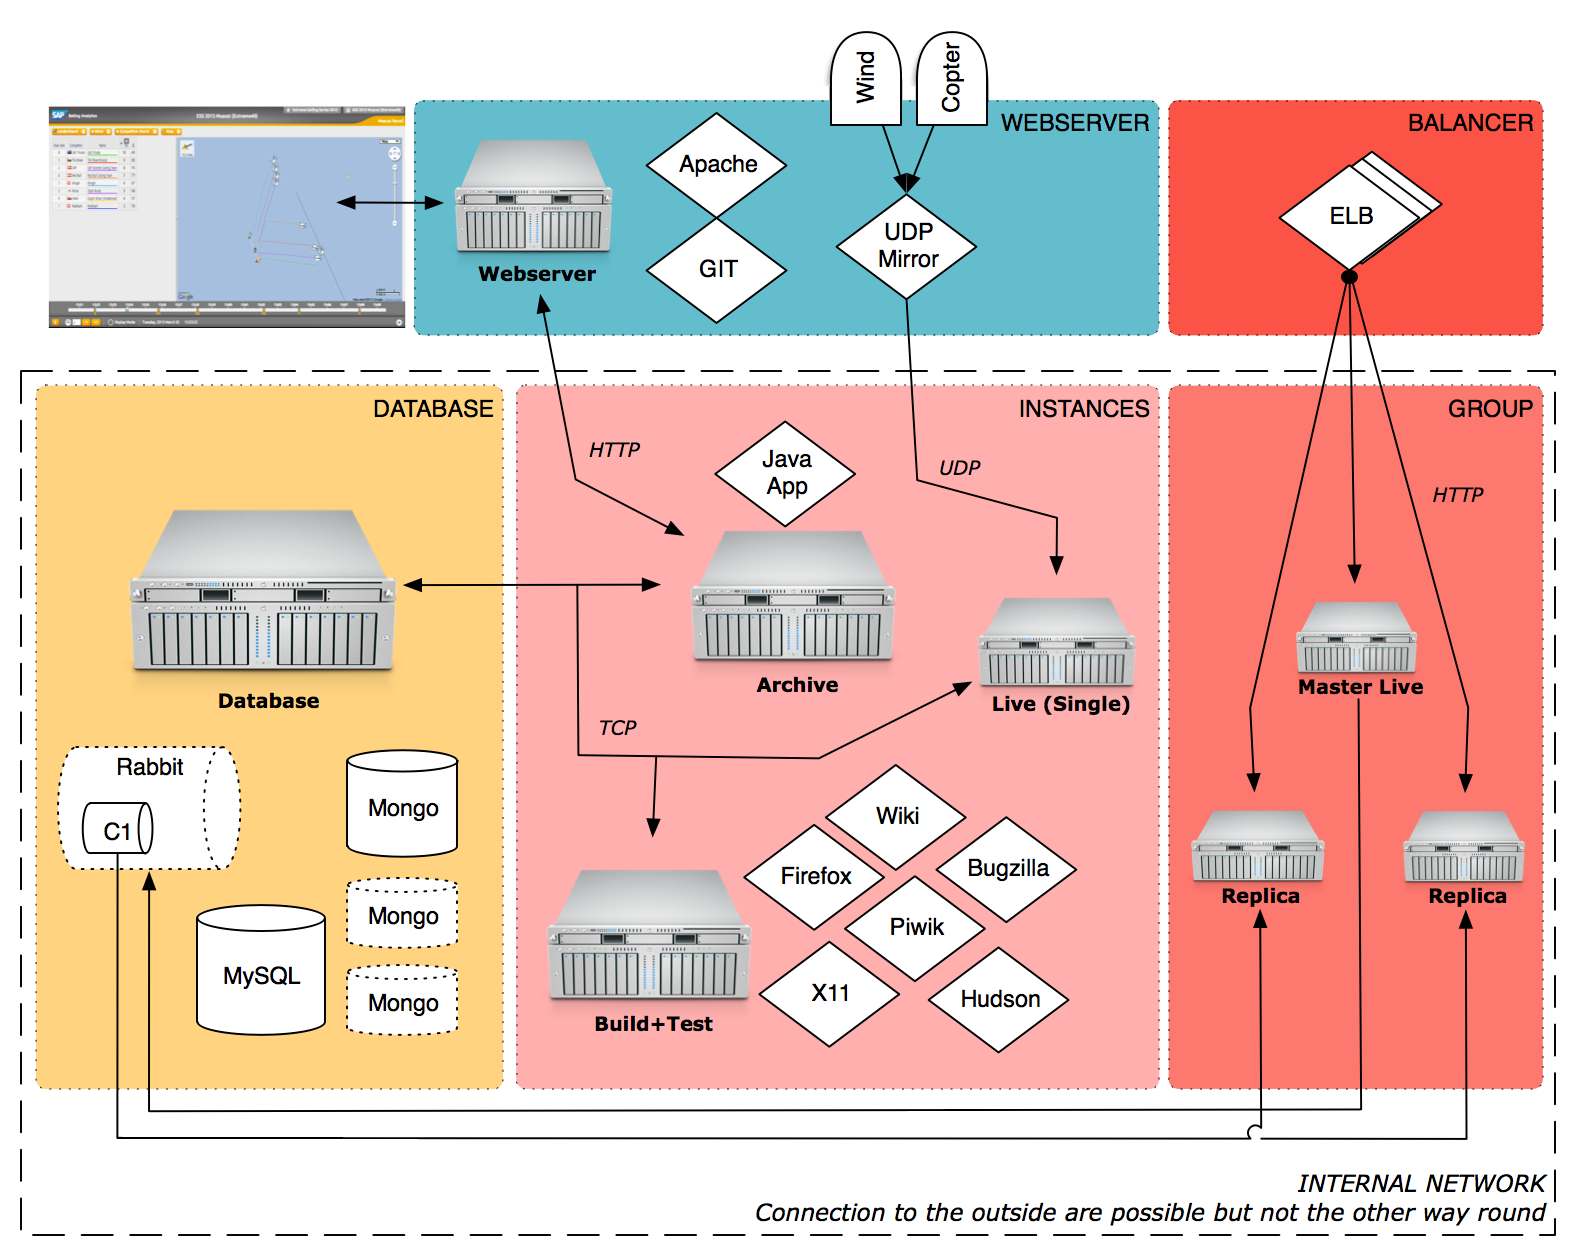 Wind
Copter
SAP
WEBSERVER
BALANCER
Apache
ELB
UDP
Mirror
GIT
Webserver
DATABASE
INSTANCES
GROUP
HTTP
Java
App
UDP
HTTP
Database
Archive
Live (Single)
Master Live
TCP
Rabbit
C1
Mongo
Wiki
Firefox
Bugzilla
Replica
Replica
Mongo
Piwik
MySQL
Mongo
X11
Hudson
Build+Test
INTERNAL NETWORK
Connection to the outside are possible but not the other way round